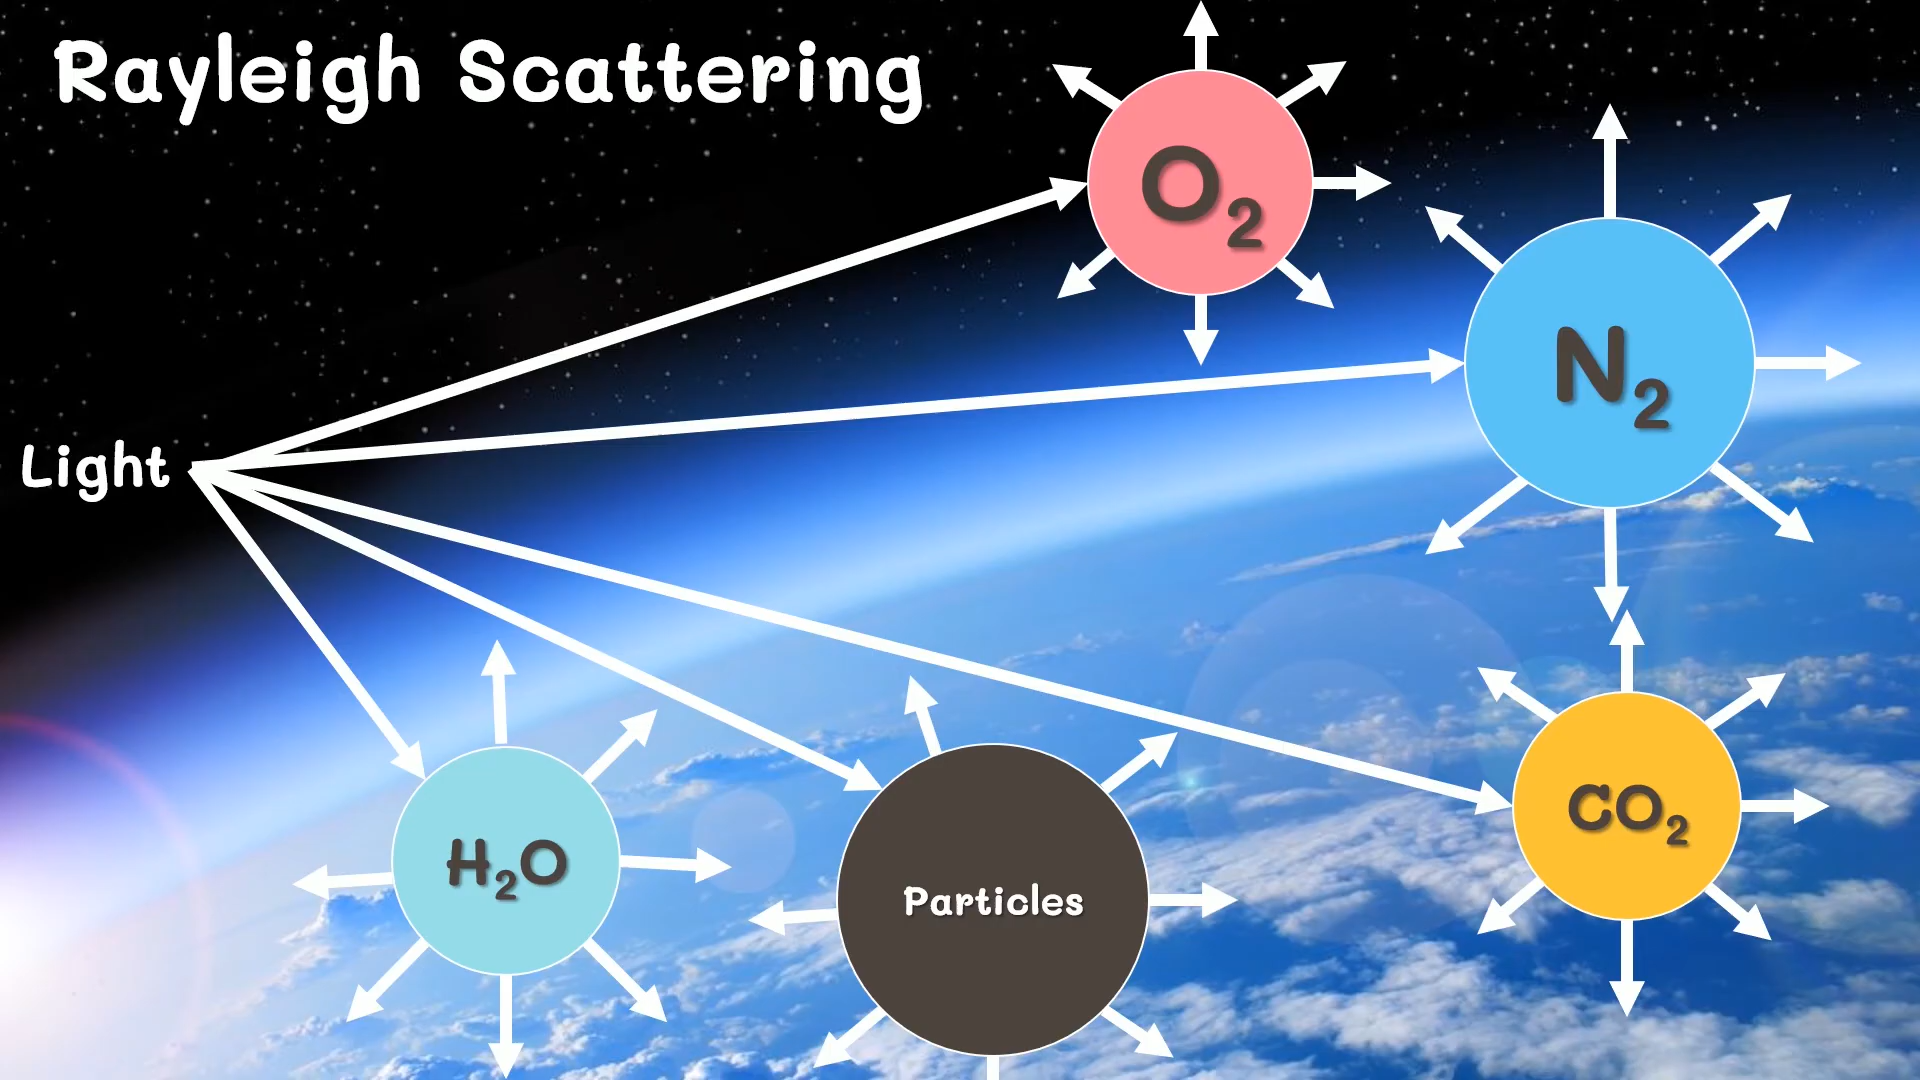 Rayleigh Scattering
O₂
N₂
Light
CO₂
H₂O
Particles